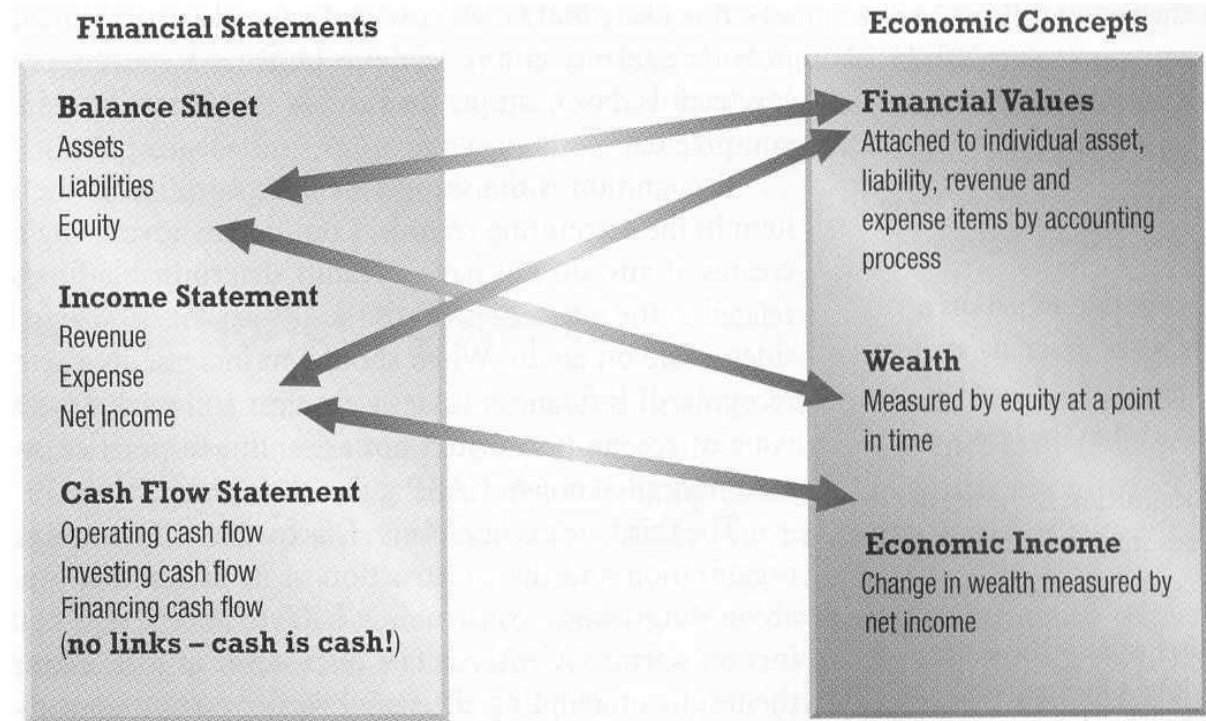 Financial Statements
Balance Sheet
Assets
Liabilities
Equity
Income Statement
Revenue
Expense
Net Income
Cash Flow Statement
Operating cash flow
Investing cash flow
Financing cash flow
(no links – cash is cash!)
Economic Concepts
Financial Values
Attached to individual asset,
liability, revenue and
expense items by accounting
process
Wealth
Measured by equity at a point
in time
Economic Income
Change in wealth measured by
net income